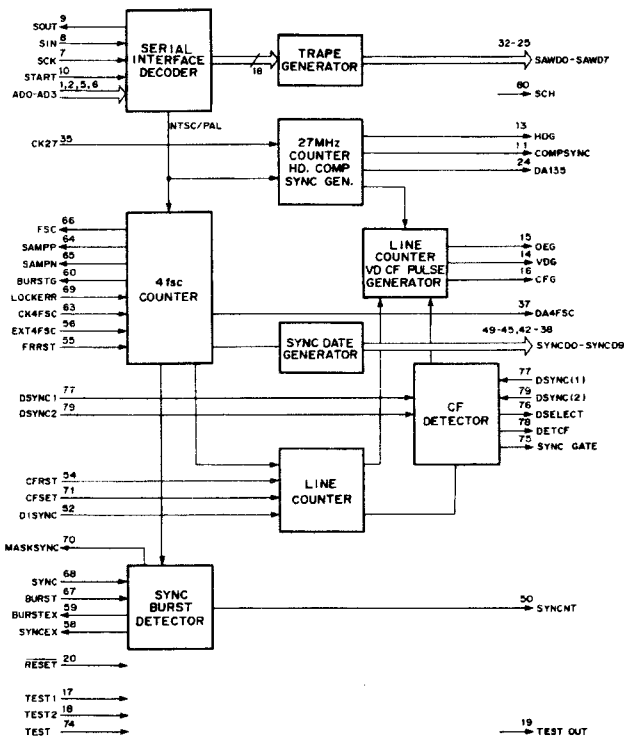 SOUT 9
SIN 8
SCK 7
START 10
ADO-AD3 1,2,5,6
SERIAL
INTERFACE
DECODER
18
TRAPE
GENERATOR
32-25
SAWDO-SAWD7
80
SCH
INTSC/PAL
CK27 35
27MHz
COUNTER
HD. COMP
SYNC GEN.
13
HDG
11
COMPSYNC
24
DA135
FSC 66
SAMPP 64
SAMPN 65
BURSTG 60
LOCKERR 69
CK4FSC 63
EXT4FSC 56
FRRST 55
4fsc
COUNTER
LINE
COUNTER
VD CF PULSE
GENERATOR
15
OEG
14
VDG
16
CFG
37
DA4FSC
SYNC DATE
GENERATOR
49-45,42-38
SYNCDO-SYNCD9
DSYNC1 77
DSYNC2 79
CF
DETECTOR
77
DSYNC(1)
79
DSYNC(2)
76
DSELECT
78
DETCF
75
SYNC GATE
CFRST 54
CFSET 71
DISYNC 52
LINE
COUNTER
MASKSYNC 70
SYNC 68
BURST 67
BURSTEX 59
SYNCEX 58
SYNC
BURST
DETECTOR
50
SYNCNT
RESET 20
TEST1 17
TEST2 18
TEST 74
19
TEST OUT